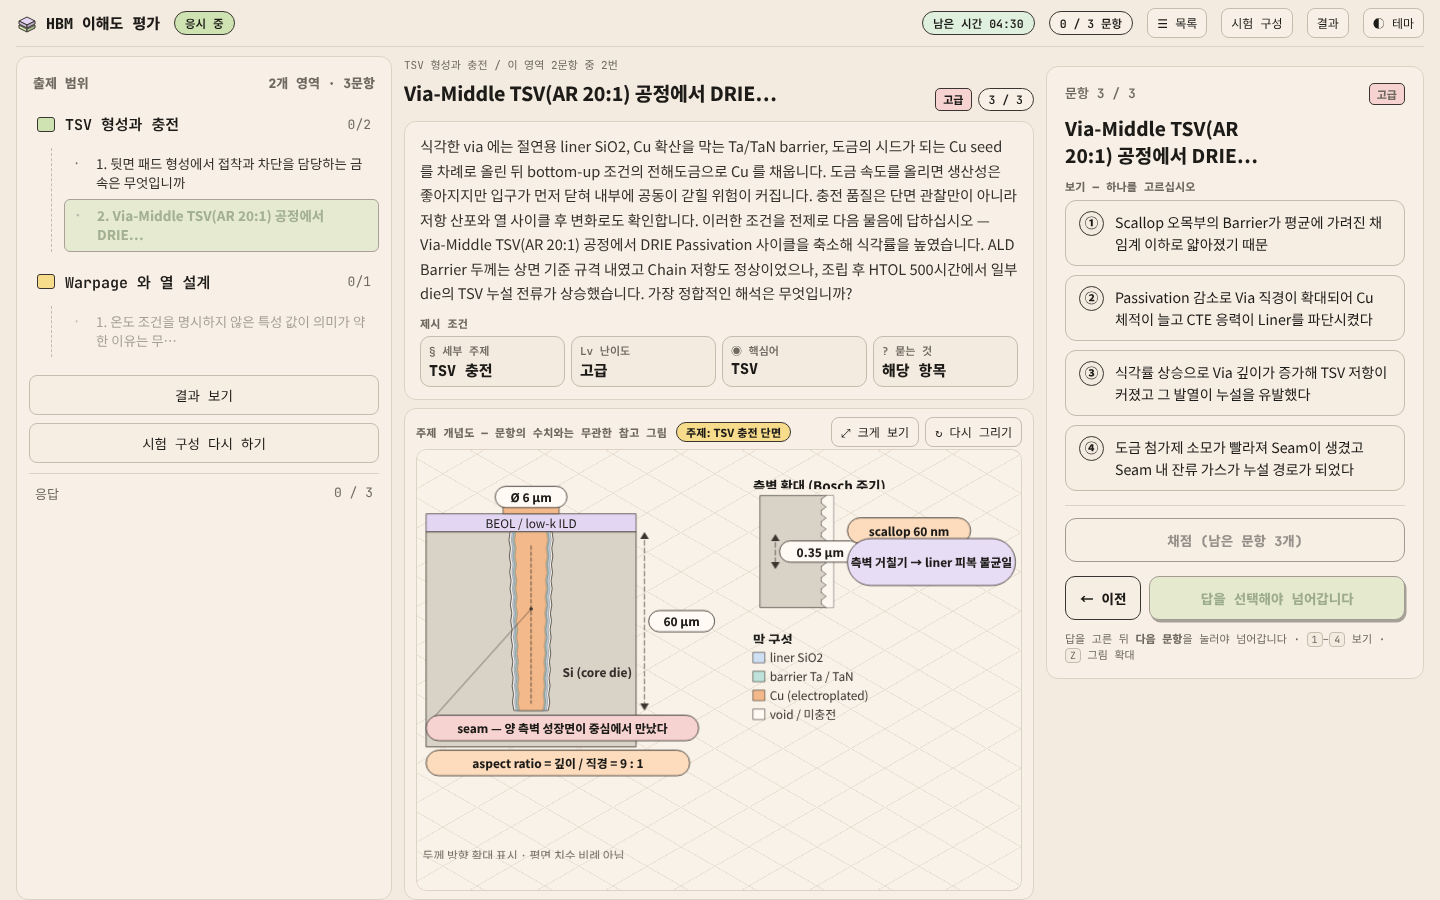 HBM 이해도 평가
응시 중
남은 시간 04:30
0 / 3 문항
☰ 목록
시험 구성
결과
◐ 테마
출제 범위
2개 영역 · 3문항
TSV 형성과 충전
0/2
· 1. 뒷면 패드 형성에서 접착과 차단을 담당하는 금
속은 무엇입니까
· 2. Via-Middle TSV(AR 20:1) 공정에서
DRIE…
Warpage 와 열 설계
0/1
· 1. 온도 조건을 명시하지 않은 특성 값이 의미가 약
한 이유는 무…
결과 보기
시험 구성 다시 하기
응답
0 / 3
TSV 형성과 충전 / 이 영역 2문항 중 2번
Via-Middle TSV(AR 20:1) 공정에서 DRIE…
고급
3 / 3
식각한 via 에는 절연용 liner SiO2, Cu 확산을 막는 Ta/TaN barrier, 도금의 시드가 되는 Cu seed
를 차례로 올린 뒤 bottom-up 조건의 전해도금으로 Cu 를 채웁니다. 도금 속도를 올리면 생산성은
좋아지지만 입구가 먼저 닫혀 내부에 공동이 갇힐 위험이 커집니다. 충전 품질은 단면 관찰만이 아니라
저항 산포와 열 사이클 후 변화로도 확인합니다. 이러한 조건을 전제로 다음 물음에 답하십시오 —
Via-Middle TSV(AR 20:1) 공정에서 DRIE Passivation 사이클을 축소해 식각률을 높였습니다. ALD
Barrier 두께는 상면 기준 규격 내였고 Chain 저항도 정상이었으나, 조립 후 HTOL 500시간에서 일부
die의 TSV 누설 전류가 상승했습니다. 가장 정합적인 해석은 무엇입니까?
제시 조건
§ 세부 주제
TSV 충전
Lv 난이도
고급
◉ 핵심어
TSV
? 묻는 것
해당 항목
주제 개념도 — 문항의 수치와는 무관한 참고 그림
주제: TSV 충전 단면
⤢ 크게 보기
↻ 다시 그리기
Ø 6 µm
BEOL / low-k ILD
60 µm
Si (core die)
seam — 양 측벽 성장면이 중심에서 만났다
aspect ratio = 깊이 / 직경 = 9 : 1
측벽 확대 (Bosch 주기)
scallop 60 nm
0.35 µm
측벽 거칠기 → liner 피복 불균일
막 구성
liner SiO2
barrier Ta / TaN
Cu (electroplated)
void / 미충전
두께 방향 확대 표시 · 평면 치수 비례 아님
문항 3 / 3
고급
Via-Middle TSV(AR
20:1) 공정에서 DRIE…
보기 — 하나를 고르십시오
① Scallop 오목부의 Barrier가 평균에 가려진 채
임계 이하로 얇아졌기 때문
② Passivation 감소로 Via 직경이 확대되어 Cu
체적이 늘고 CTE 응력이 Liner를 파단시켰다
③ 식각률 상승으로 Via 깊이가 증가해 TSV 저항이
커졌고 그 발열이 누설을 유발했다
④ 도금 첨가제 소모가 빨라져 Seam이 생겼고
Seam 내 잔류 가스가 누설 경로가 되었다
채점 (남은 문항 3개)
← 이전
답을 선택해야 넘어갑니다
답을 고른 뒤 다음 문항을 눌러야 넘어갑니다 · 1–4 보기 ·
Z 그림 확대